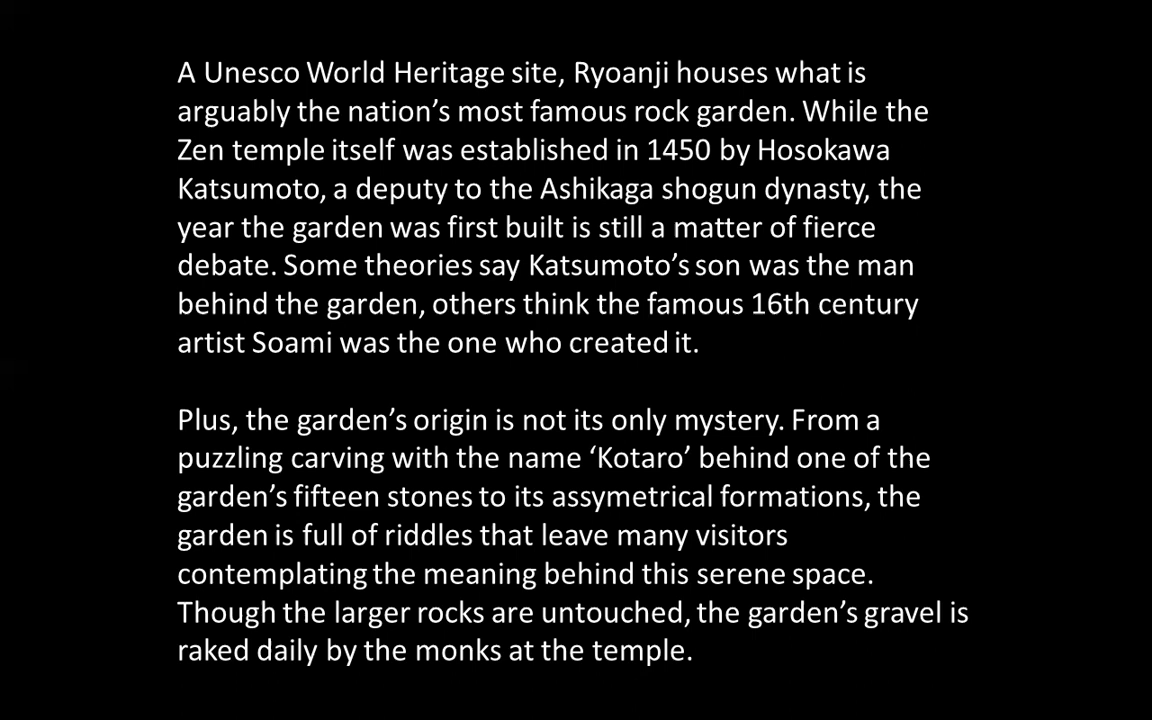 A Unesco World Heritage site, Ryoanji houses what is
arguably the nation’s most famous rock garden. While the
Zen temple itself was established in 1450 by Hosokawa
Katsumoto, a deputy to the Ashikaga shogun dynasty, the
year the garden was first built is still a matter of fierce
debate. Some theories say Katsumoto’s son was the man
behind the garden, others think the famous 16th century
artist Soami was the one who created it.
Plus, the garden’s origin is not its only mystery. From a
puzzling carving with the name ‘Kotaro’ behind one of the
garden’s fifteen stones to its assymetrical formations, the
garden is full of riddles that leave many visitors
contemplating the meaning behind this serene space.
Though the larger rocks are untouched, the garden’s gravel is
raked daily by the monks at the temple.